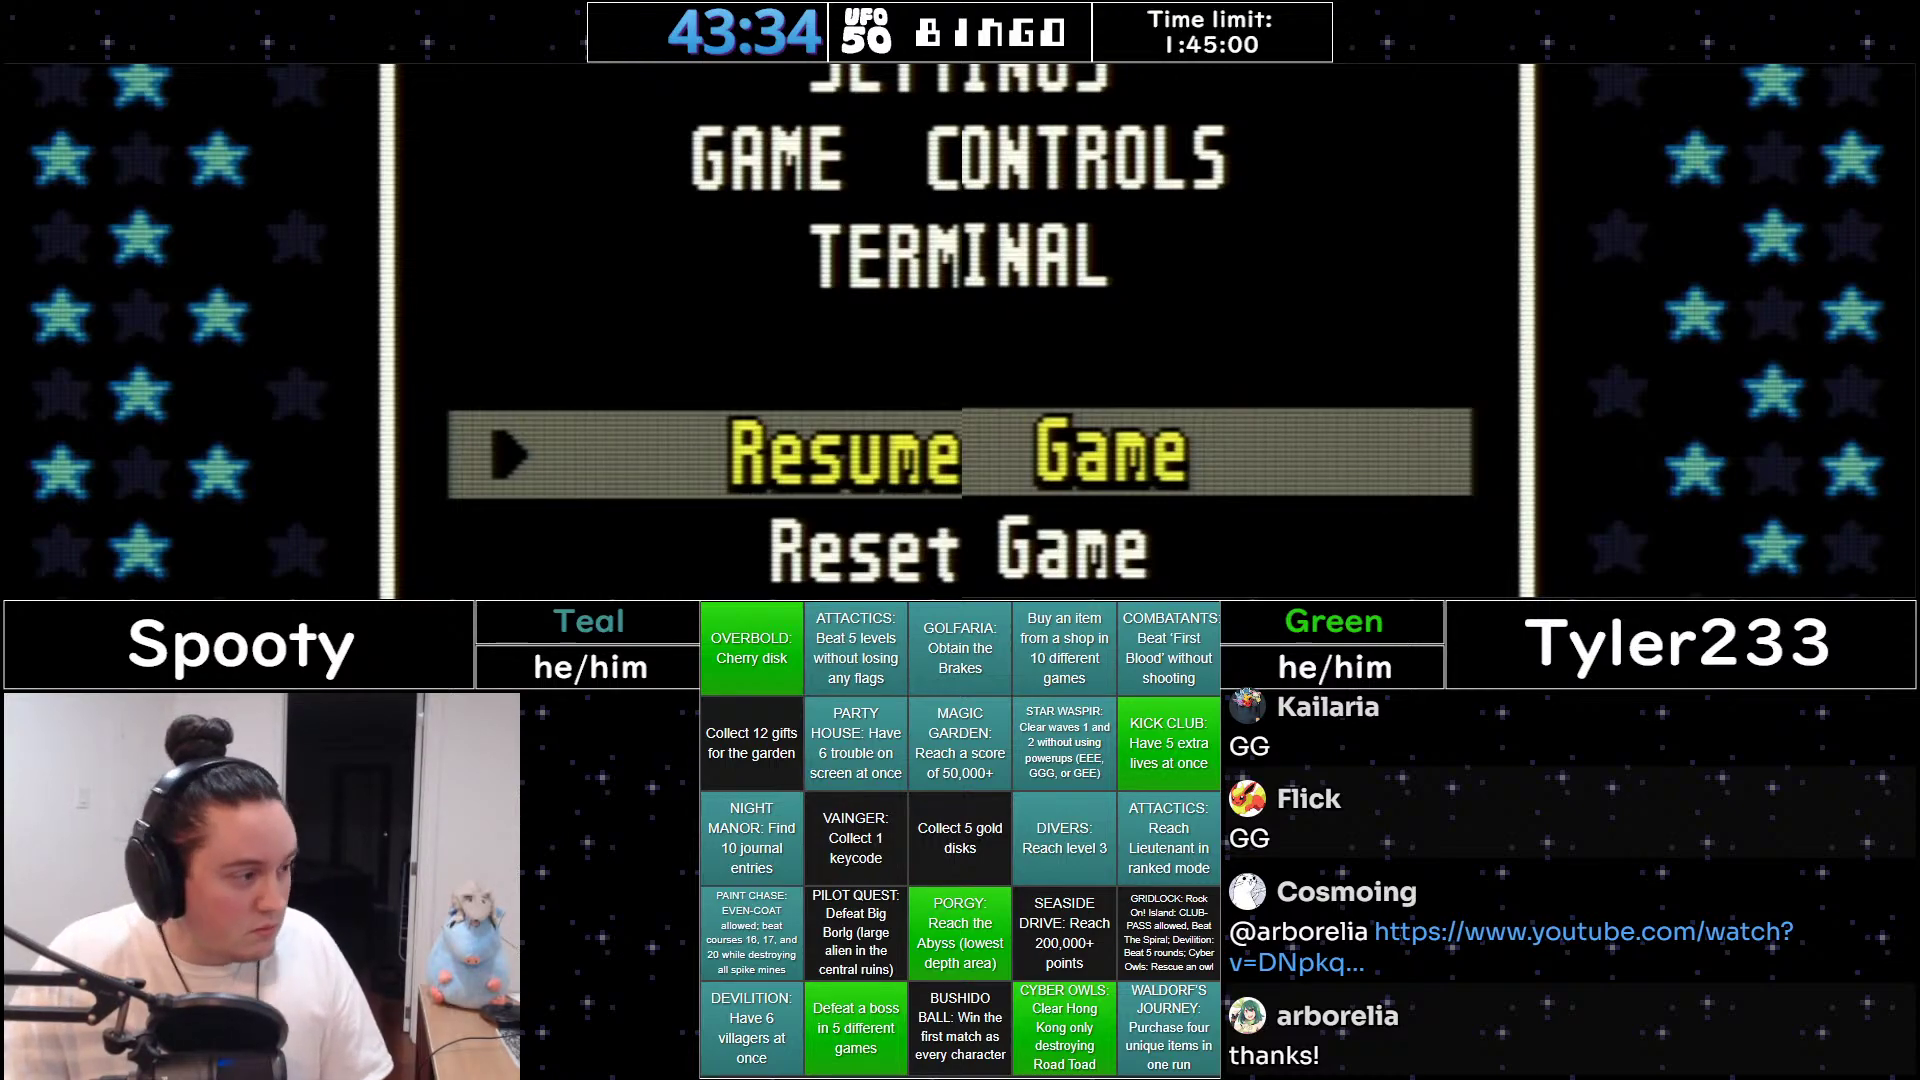 43:34
UFO 50
BINGO
Time limit:
1:45:00
SETTINGS
GAME CONTROLS
TERMINAL
Resume Game
Reset Game
Spooty
Teal
he/him
Green
he/him
Tyler233
OVERBOLD:
Cherry disk
ATTACTICS:
Beat 5 levels
without losing
any flags
GOLFARIA:
Obtain the
Brakes
Buy an item
from a shop in
10 different
games
COMBATANTS:
Beat 'First
Blood' without
shooting
Collect 12 gifts
for the garden
PARTY
HOUSE: Have
6 trouble on
screen at once
MAGIC
GARDEN:
Reach a score
of 50,000+
STAR WASPIR:
Clear waves 1 and
2 without using
powerups (EEE,
GGG, or GEE)
KICK CLUB:
Have 5 extra
lives at once
NIGHT
MANOR: Find
10 journal
entries
VAINGER:
Collect 1
keycode
Collect 5 gold
disks
DIVERS:
Reach level 3
ATTACTICS:
Reach
Lieutenant in
ranked mode
PAINT CHASE:
EVEN-COAT
allowed; beat
courses 16, 17, and
20 while destroying
all spike mines
PILOT QUEST:
Defeat Big
Borlg (large
alien in the
central ruins)
PORGY:
Reach the
Abyss (lowest
depth area)
SEASIDE
DRIVE: Reach
200,000+
points
GRIDLOCK: Rock
On! Island: CLUB-
PASS allowed, Beat
The Spiral; Devilition:
Beat 5 rounds; Cyber
Owls: Rescue an owl
DEVILITION:
Have 6
villagers at
once
Defeat a boss
in 5 different
games
BUSHIDO
BALL: Win the
first match as
every character
CYBER OWLS:
Clear Hong
Kong only
destroying
Road Toad
WALDORF'S
JOURNEY:
Purchase four
unique items in
one run
Kailaria
GG
Flick
GG
Cosmoing
@arborelia https://www.youtube.com/watch?
v=DNpkq...
arborelia
thanks!